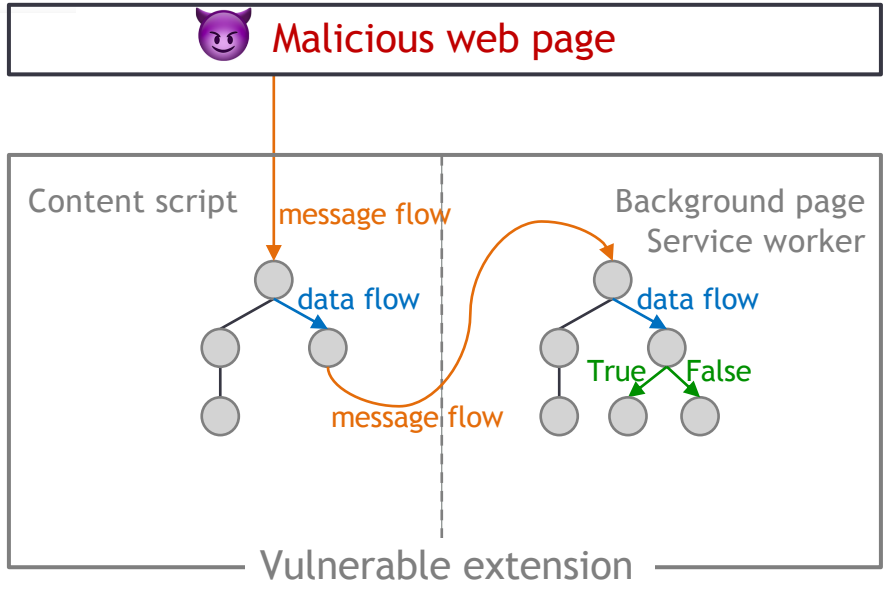 Malicious web page
Content script
message flow
Background page
Service worker
data flow
data flow
True
False
message flow
Vulnerable extension